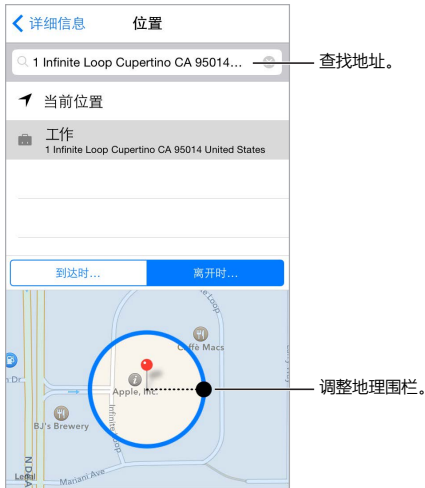 详细信息 位置
1 Infinite Loop Cupertino CA 95014...
查找地址。
当前位置
工作
1 Infinite Loop Cupertino CA 95014 United States
到达时... 离开时...
Loop
Caffè Macs
Apple, Inc.
调整地理围栏。
BJ's Brewery
Infinite Loop
N D
Mariani Ave
Legal